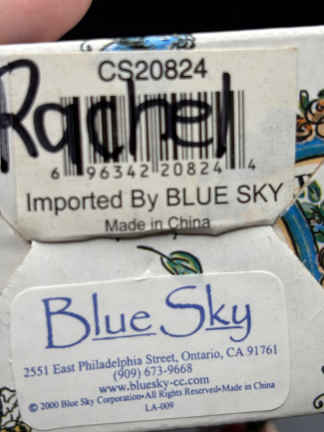 CS20824
Rachel
6 96342 20824 4
Imported By BLUE SKY
Made in China
Blue Sky
2551 East Philadelphia Street, Ontario, CA 91761
(909) 673-9668
www.bluesky-cc.com
© 2000 Blue Sky Corporation•All Rights Reserved•Made in China
LA-009